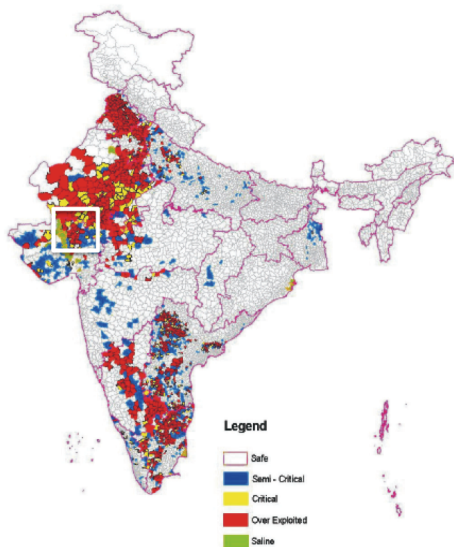 Legend
Safe
Semi - Critical
Critical
Over Exploited
Saline